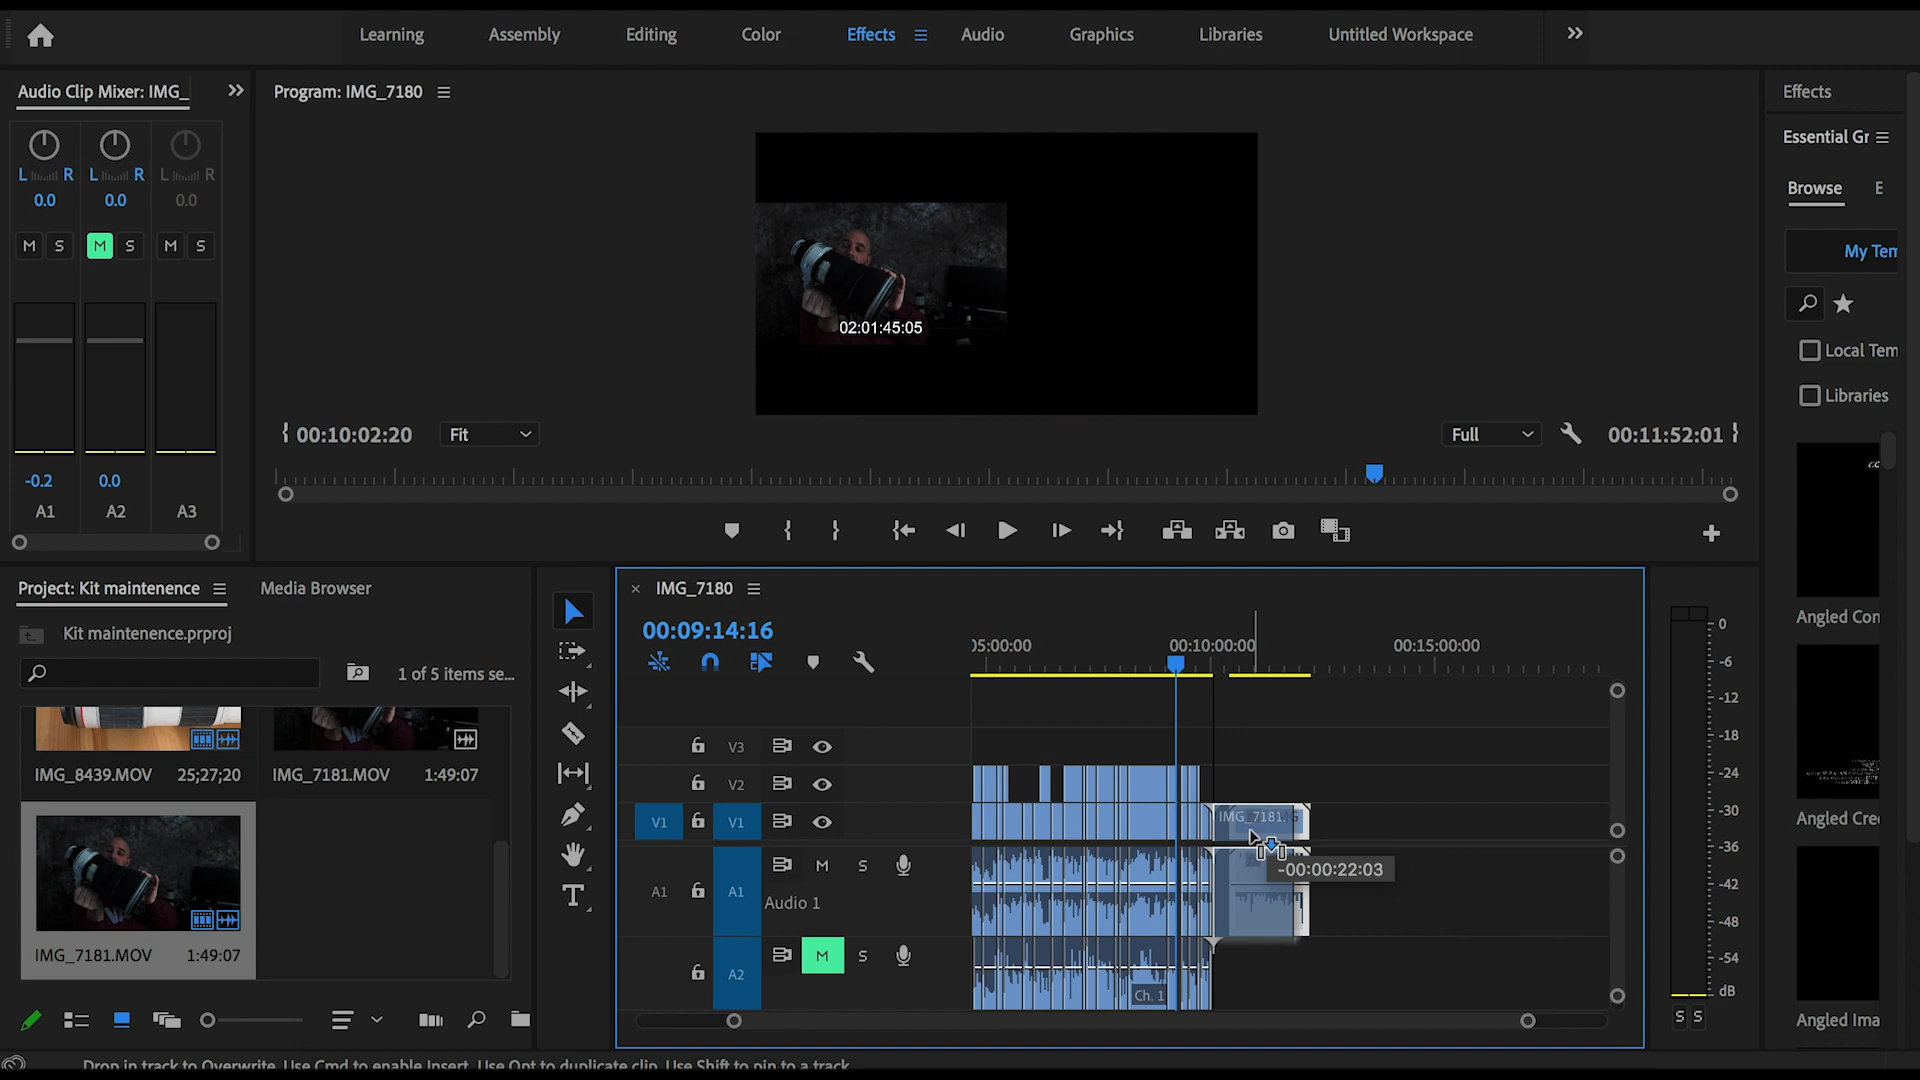 Learning Assembly Editing Color Effects Audio Graphics Libraries Untitled Workspace
Audio Clip Mixer: IMG_
Program: IMG_7180
L R L R L R
0.0 0.0 0.0
M S M S M S
-0.2 0.0
A1 A2 A3
02:01:45:05
00:10:02:20 Fit Full 00:11:52:01
Effects
Essential Gr
Browse E
My Tem
Local Tem
Libraries
Angled Con
Angled Cre
Angled Ima
Project: Kit maintenence Media Browser
Kit maintenence.prproj
1 of 5 items se...
IMG_8439.MOV 25;27;20 IMG_7181.MOV 1:49:07
IMG_7181.MOV 1:49:07
IMG_7180
00:09:14:16
05:00:00 00:10:00:00 00:15:00:00
V3
V2
V1 V1
IMG_7181.
A1 A1 M S
Audio 1
-00:00:22:03
A2 M S
Ch. 1
0
-6
-12
-18
-24
-30
-36
-42
-48
-54
dB
S S
Drop in track to Overwrite. Use Cmd to enable Insert. Use Opt to duplicate clip. Use Shift to pin to a track.